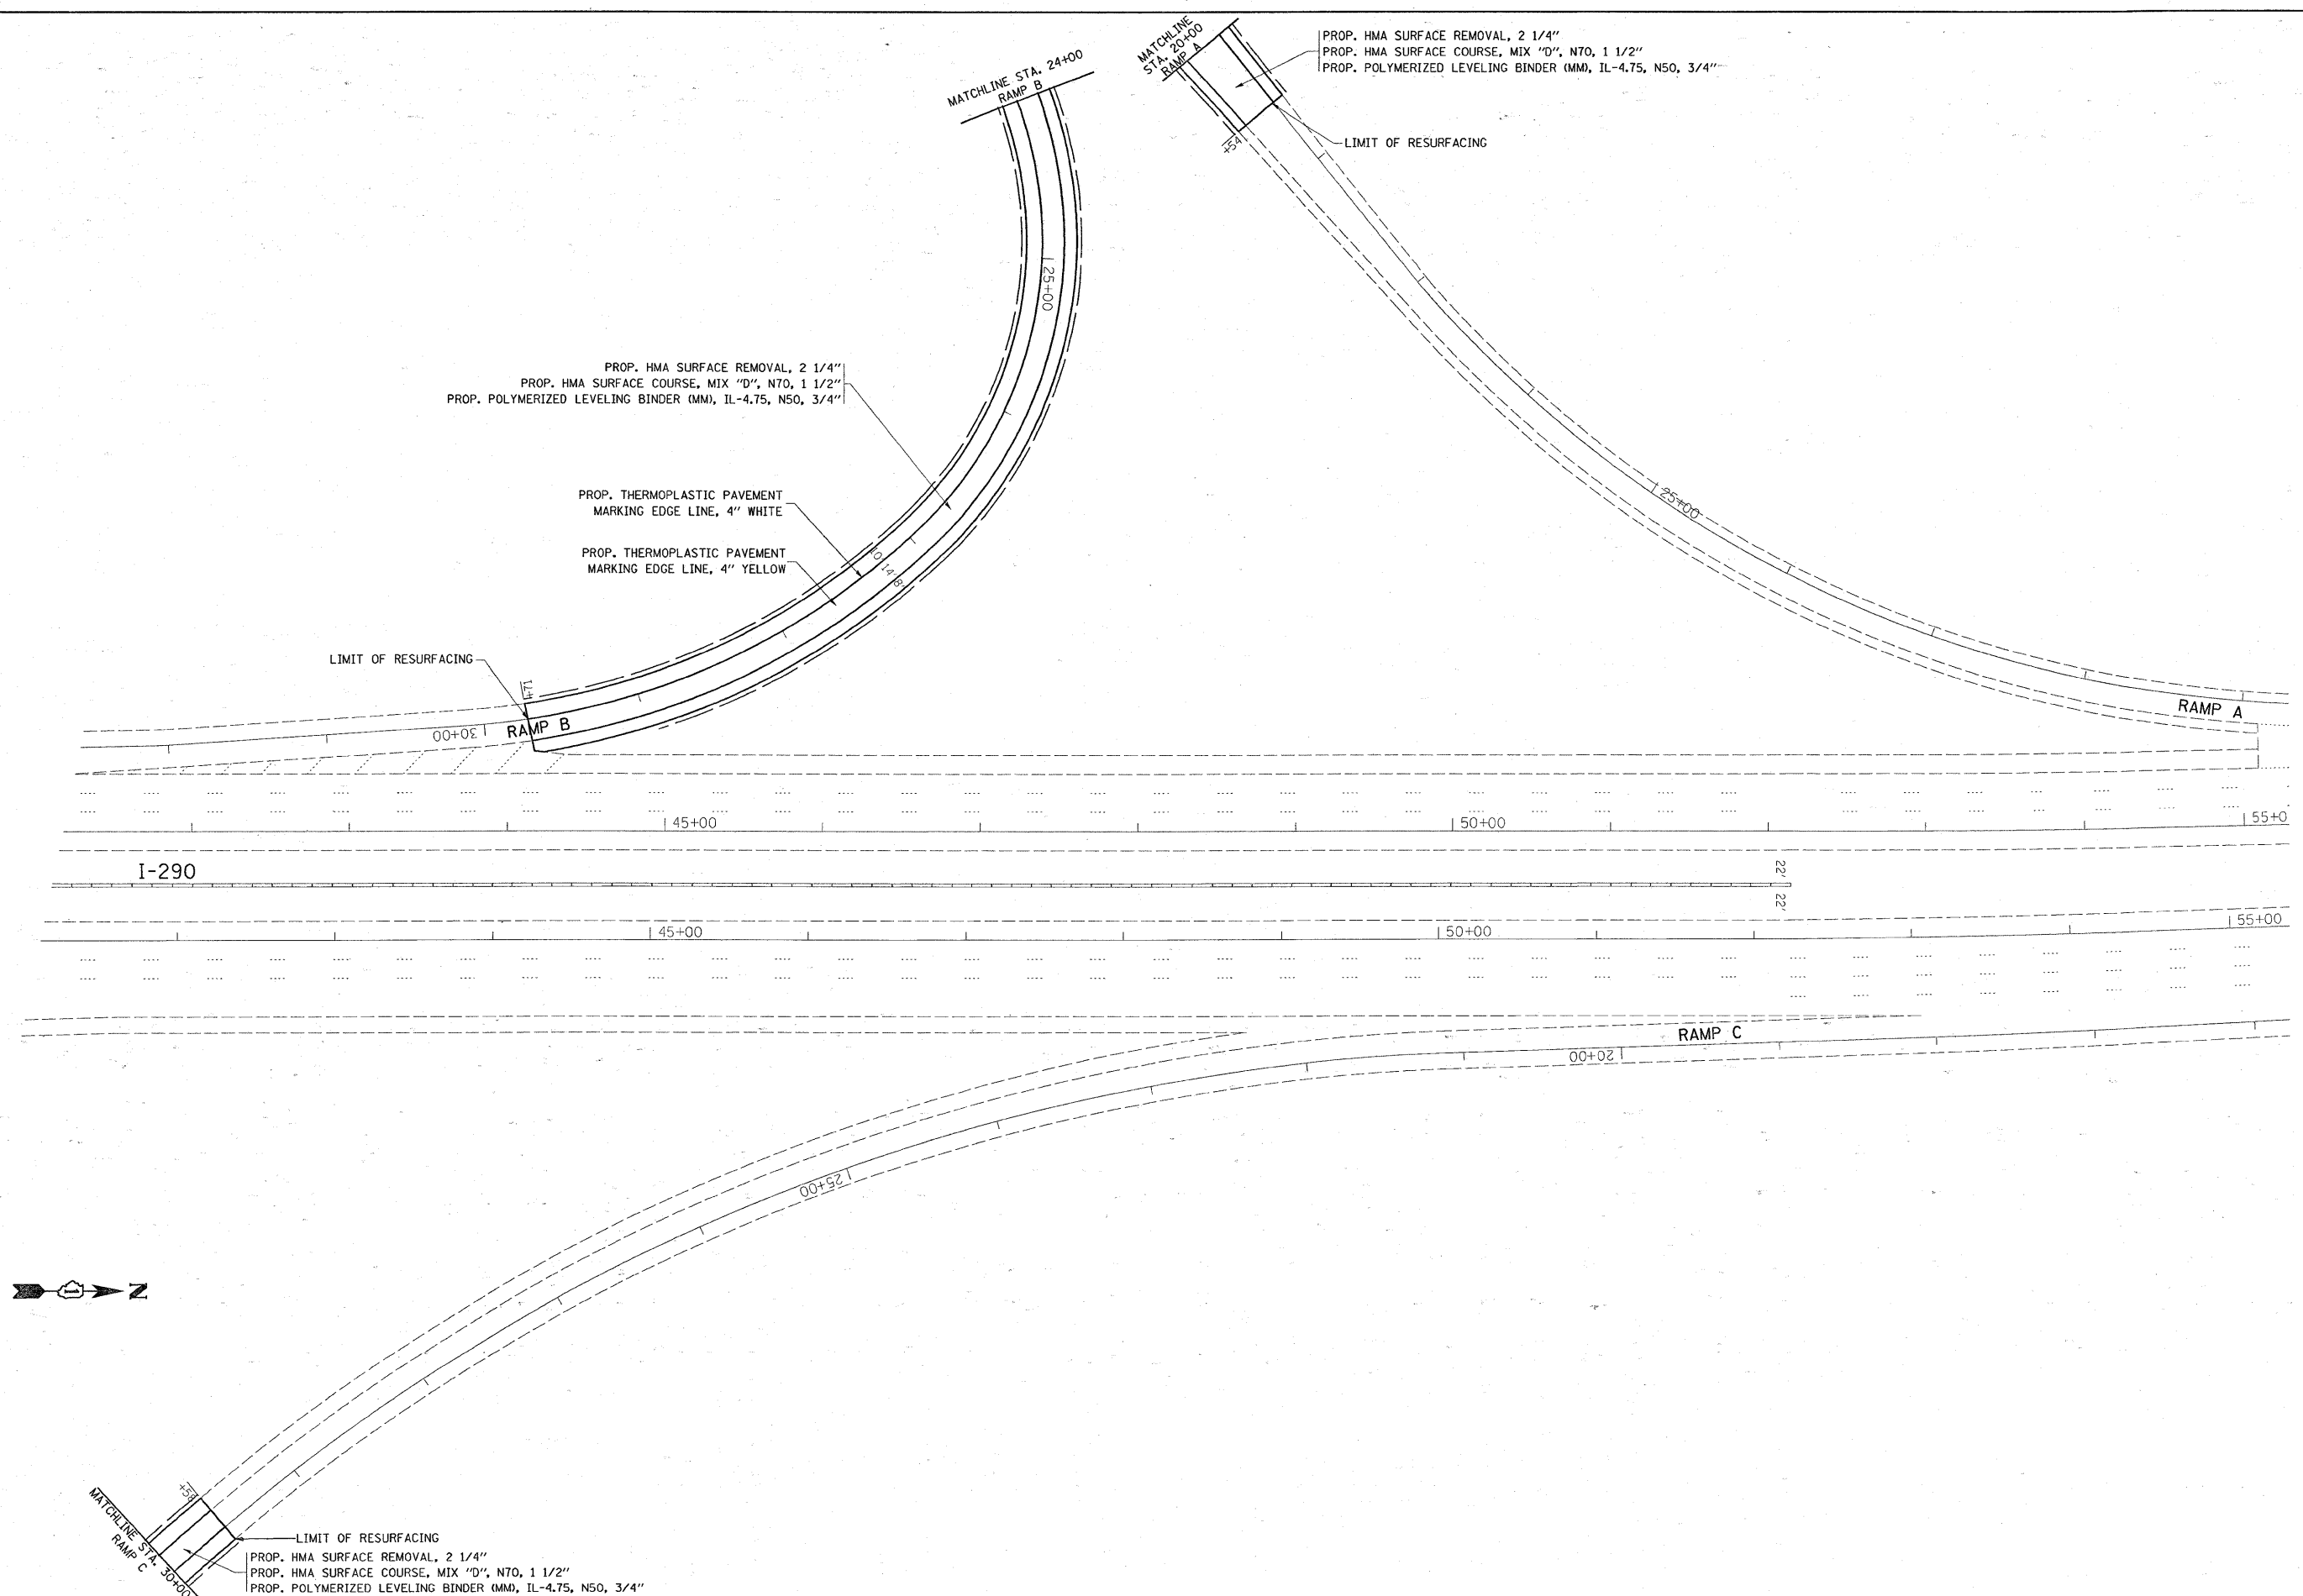 MATCHLINE STA. 24+00
RAMP B
MATCHLINE
STA. 20+00
RAMP A
PROP. HMA SURFACE REMOVAL, 2 1/4"
PROP. HMA SURFACE COURSE, MIX "D", N70, 1 1/2"
PROP. POLYMERIZED LEVELING BINDER (MM), IL-4.75, N50, 3/4"
LIMIT OF RESURFACING
+54
25+00
PROP. HMA SURFACE REMOVAL, 2 1/4"
PROP. HMA SURFACE COURSE, MIX "D", N70, 1 1/2"
PROP. POLYMERIZED LEVELING BINDER (MM), IL-4.75, N50, 3/4"
25+00
PROP. THERMOPLASTIC PAVEMENT
MARKING EDGE LINE, 4" WHITE
PROP. THERMOPLASTIC PAVEMENT
MARKING EDGE LINE, 4" YELLOW
10 14 8
LIMIT OF RESURFACING
+71
RAMP B
30+00
RAMP A
45+00
50+00
55+0
I-290
22'
22'
45+00
50+00
55+00
RAMP C
20+00
25+00
N
+58
MATCHLINE STA. 30+00
RAMP C
LIMIT OF RESURFACING
PROP. HMA SURFACE REMOVAL, 2 1/4"
PROP. HMA SURFACE COURSE, MIX "D", N70, 1 1/2"
PROP. POLYMERIZED LEVELING BINDER (MM), IL-4.75, N50, 3/4"